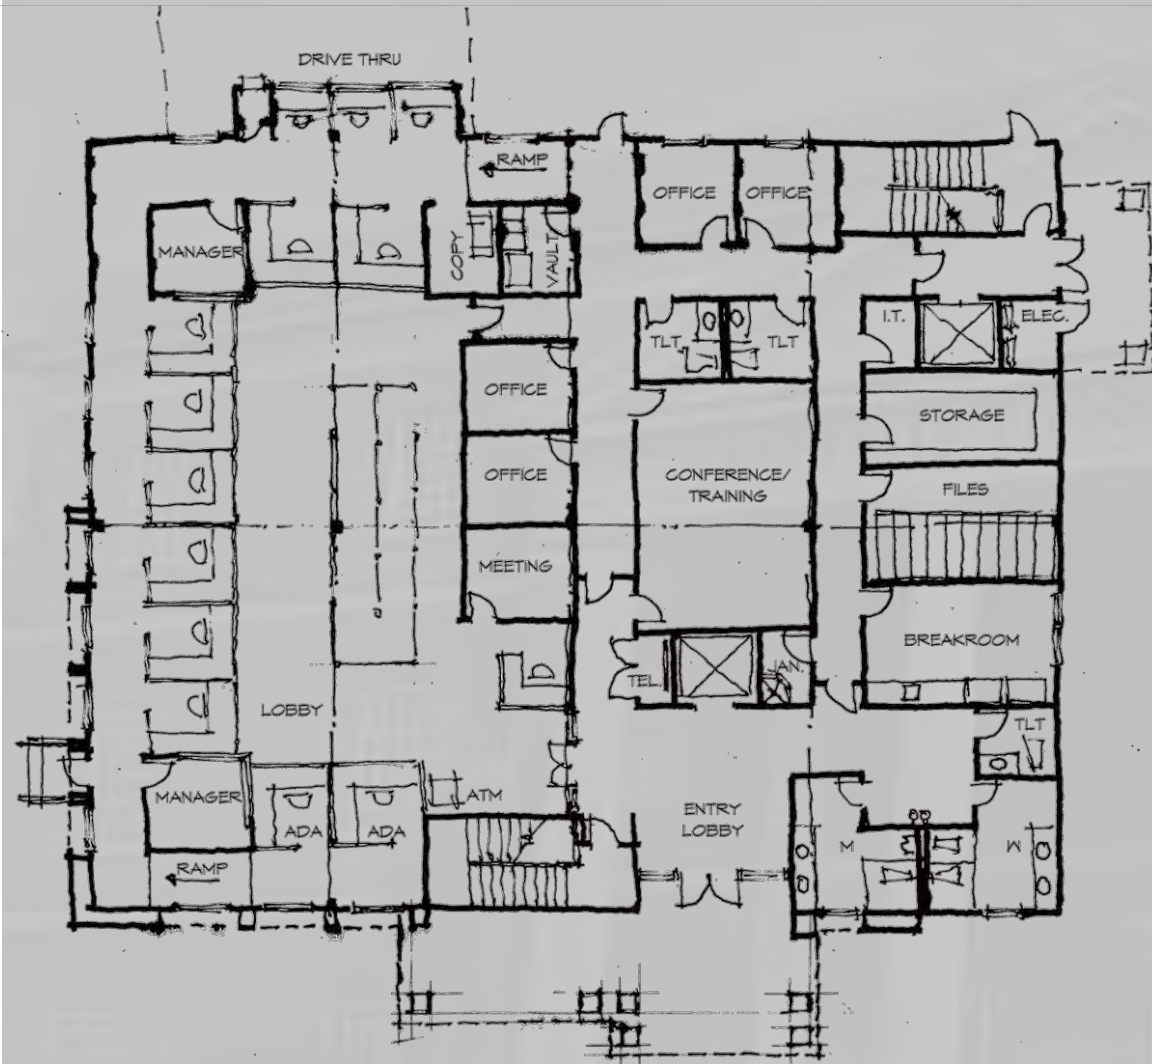 DRIVE THRU
RAMP
OFFICE
OFFICE
MANAGER
COPY
VAULT
I.T.
ELEC.
TLT
TLT
OFFICE
STORAGE
OFFICE
CONFERENCE/
TRAINING
FILES
MEETING
BREAKROOM
TEL.
JAN.
LOBBY
TLT
MANAGER
ATM
ENTRY
LOBBY
ADA
ADA
M
W
RAMP